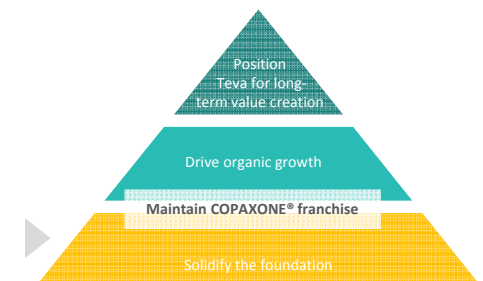 Position
Teva for long-
term value creation
Drive organic growth
Maintain COPAXONE® franchise
Solidify the foundation